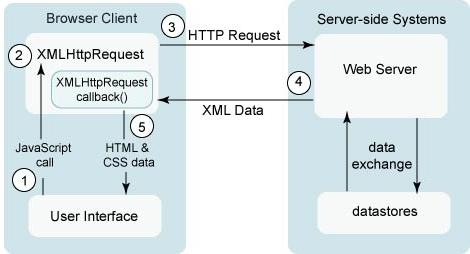 Browser Client
Server-side Systems
3
HTTP Request
2
XMLHttpRequest
Web Server
XMLHttpRequest
callback()
4
XML Data
5
JavaScript
call
HTML &
CSS data
data
exchange
1
User Interface
datastores